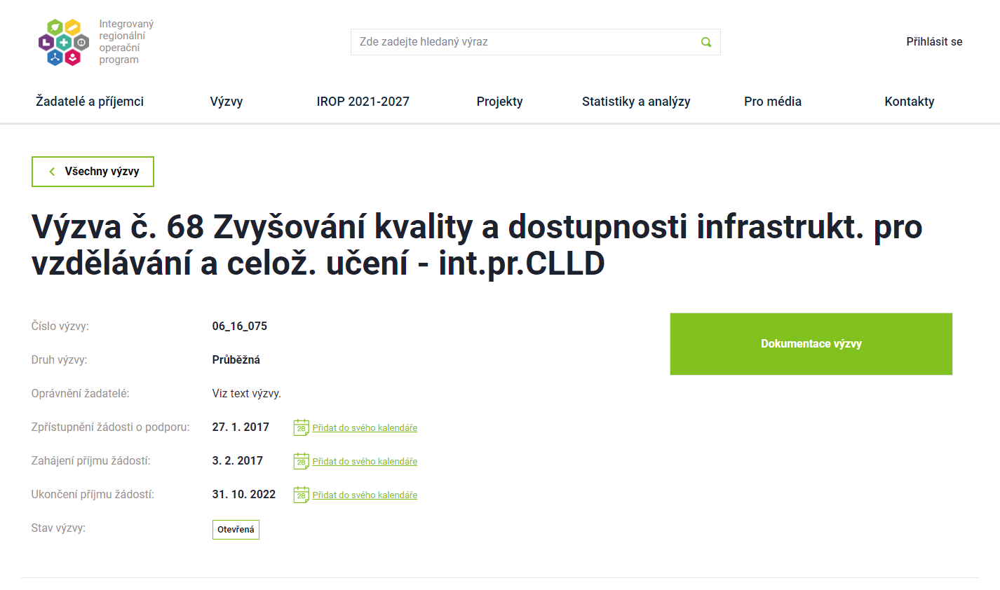 Integrovaný
regionální
operační
program
Zde zadejte hledaný výraz
Přihlásit se
Žadatelé a příjemci Výzvy IROP 2021-2027 Projekty Statistiky a analýzy Pro média Kontakty
Všechny výzvy
Výzva č. 68 Zvyšování kvality a dostupnosti infrastrukt. pro
vzdělávání a celož. učení - int.pr.CLLD
Číslo výzvy: 06_16_075
Dokumentace výzvy
Druh výzvy: Průběžná
Oprávnění žadatelé: Viz text výzvy.
Zpřístupnění žádosti o podporu: 27. 1. 2017 28 Přidat do svého kalendáře
Zahájení příjmu žádostí: 3. 2. 2017 28 Přidat do svého kalendáře
Ukončení příjmu žádostí: 31. 10. 2022 28 Přidat do svého kalendáře
Stav výzvy: Otevřená